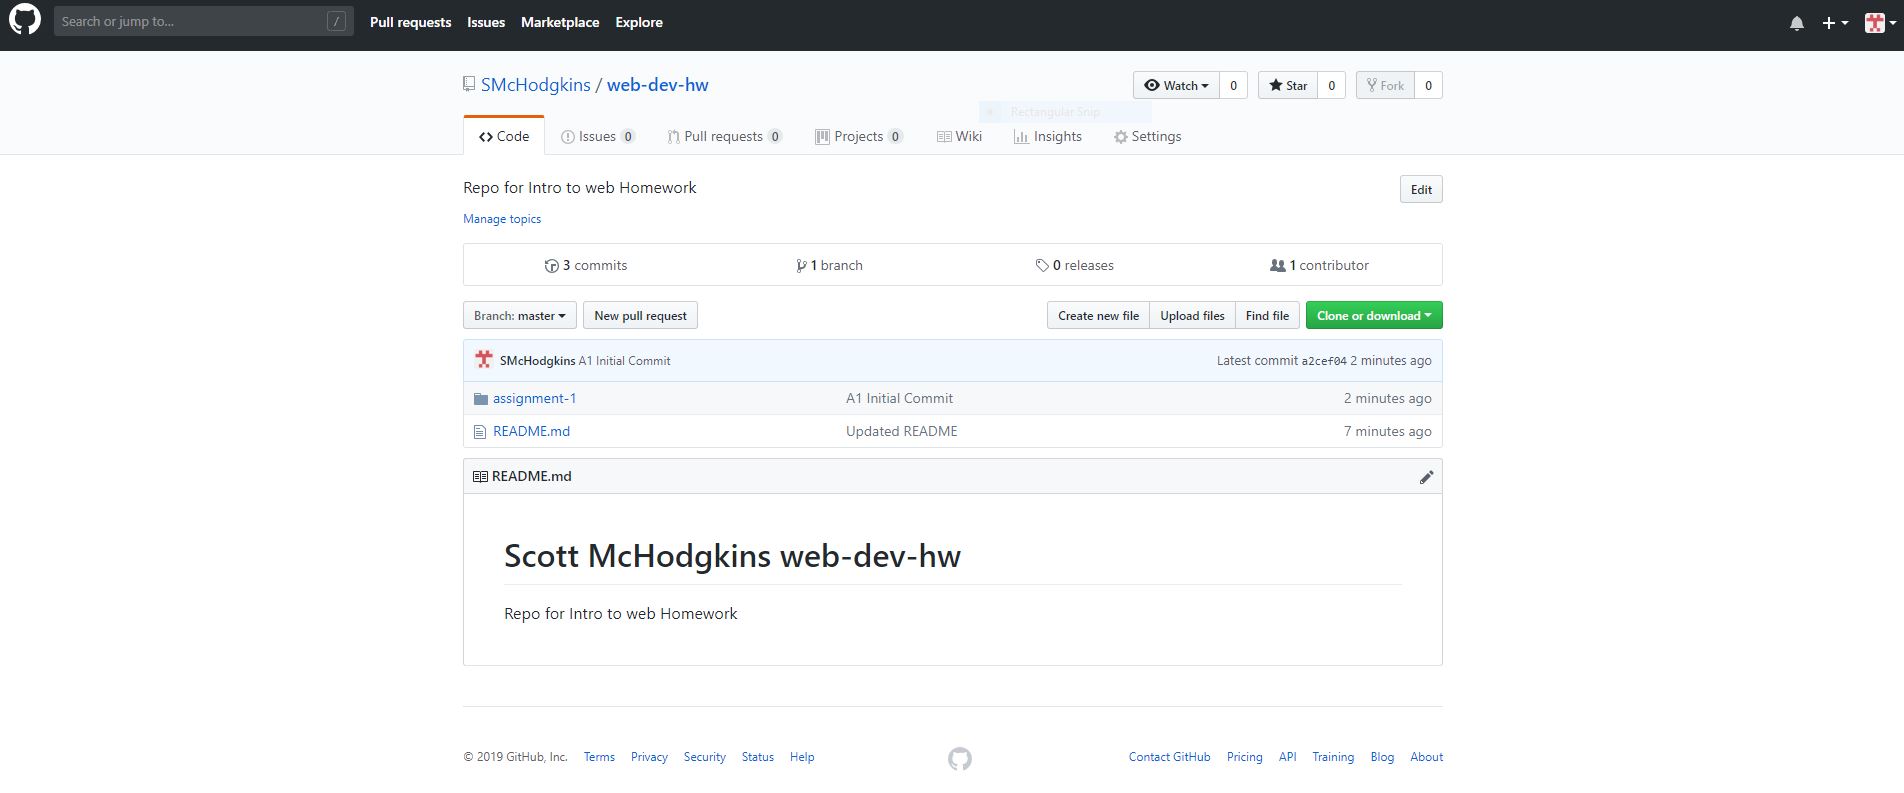 Search or jump to... / Pull requests Issues Marketplace Explore
SMcHodgkins / web-dev-hw Watch 0 Star 0 Fork 0
Rectangular Snip
Code Issues 0 Pull requests 0 Projects 0 Wiki Insights Settings
Repo for Intro to web Homework Edit
Manage topics
3 commits 1 branch 0 releases 1 contributor
Branch: master New pull request Create new file Upload files Find file Clone or download
SMcHodgkins A1 Initial Commit Latest commit a2cef04 2 minutes ago
assignment-1 A1 Initial Commit 2 minutes ago
README.md Updated README 7 minutes ago
README.md
Scott McHodgkins web-dev-hw
Repo for Intro to web Homework
© 2019 GitHub, Inc. Terms Privacy Security Status Help Contact GitHub Pricing API Training Blog About